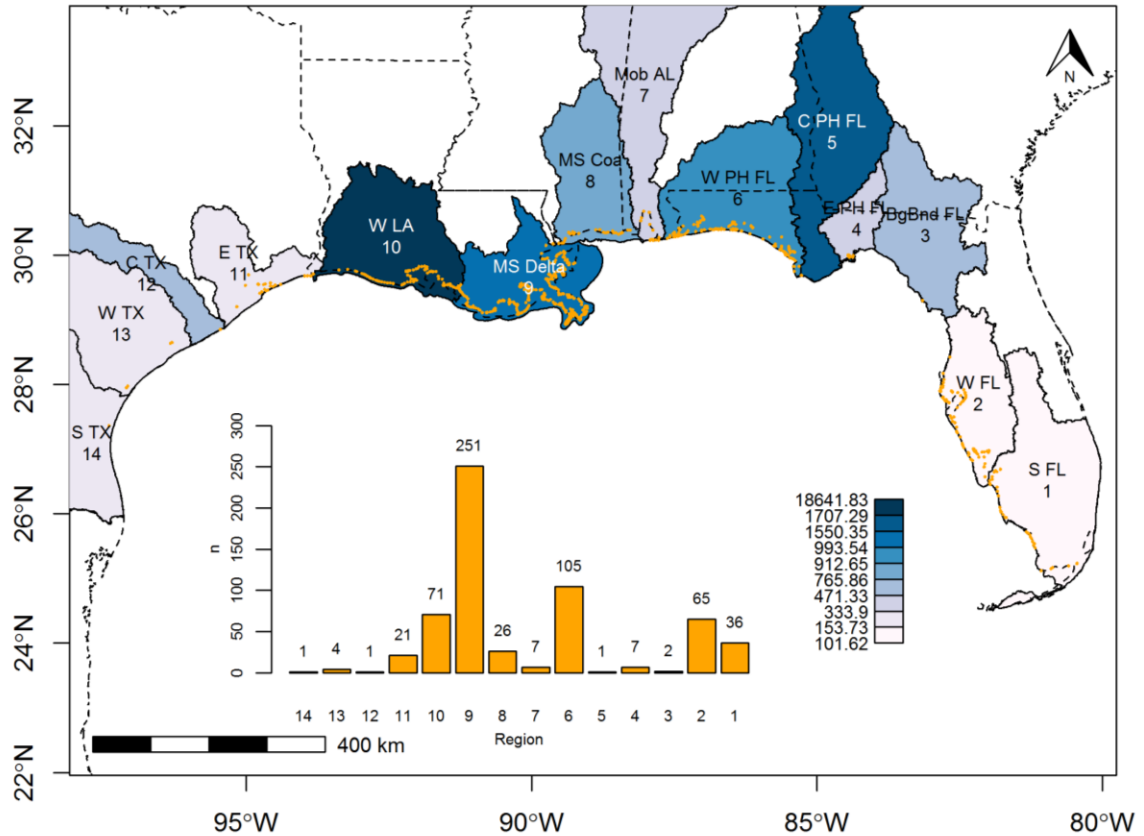 32°N
30°N
28°N
26°N
24°N
22°N
N
Mob AL
7
C PH FL
5
MS Coa
8
W PH FL
6
E PH FL
4
BgBnd FL
3
W LA
10
E TX
11
C TX
12
MS Delta
9
W TX
13
W FL
2
S TX
14
S FL
1
300
250
200
150
100
50
0
n
1
4
1
21
71
251
26
7
105
1
7
2
65
36
14 13 12 11 10 9 8 7 6 5 4 3 2 1
Region
18641.83
1707.29
1550.35
993.54
912.65
765.86
471.33
333.9
153.73
101.62
400 km
95°W 90°W 85°W 80°W